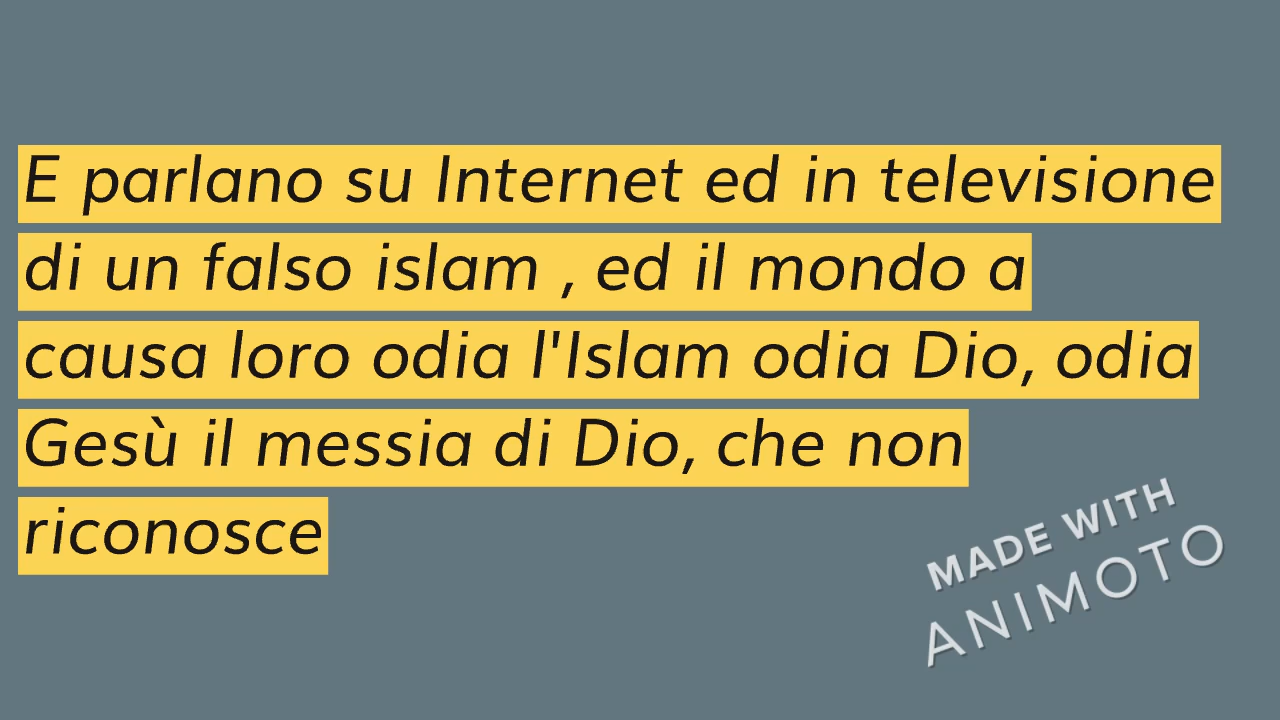 E parlano su Internet ed in televisione
di un falso islam , ed il mondo a
causa loro odia l'Islam odia Dio, odia
Gesù il messia di Dio, che non
riconosce
MADE WITH
ANIMOTO